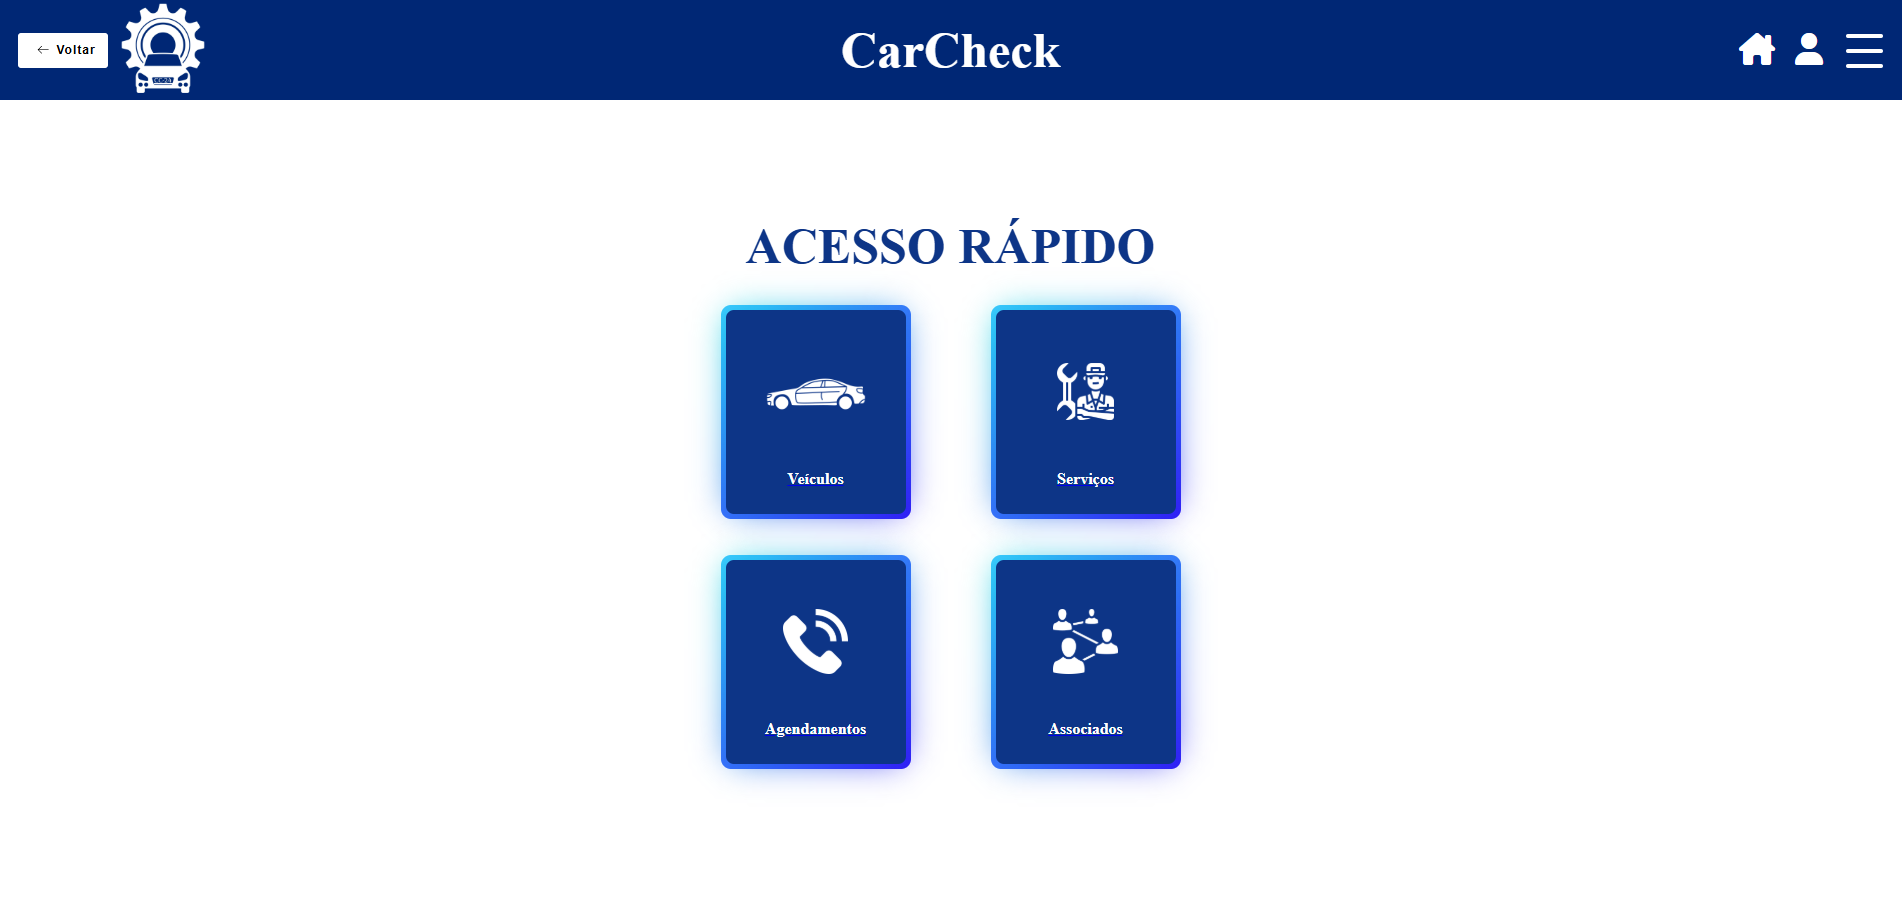 ← Voltar
CarCheck
ACESSO RÁPIDO
Veículos
Serviços
Agendamentos
Associados